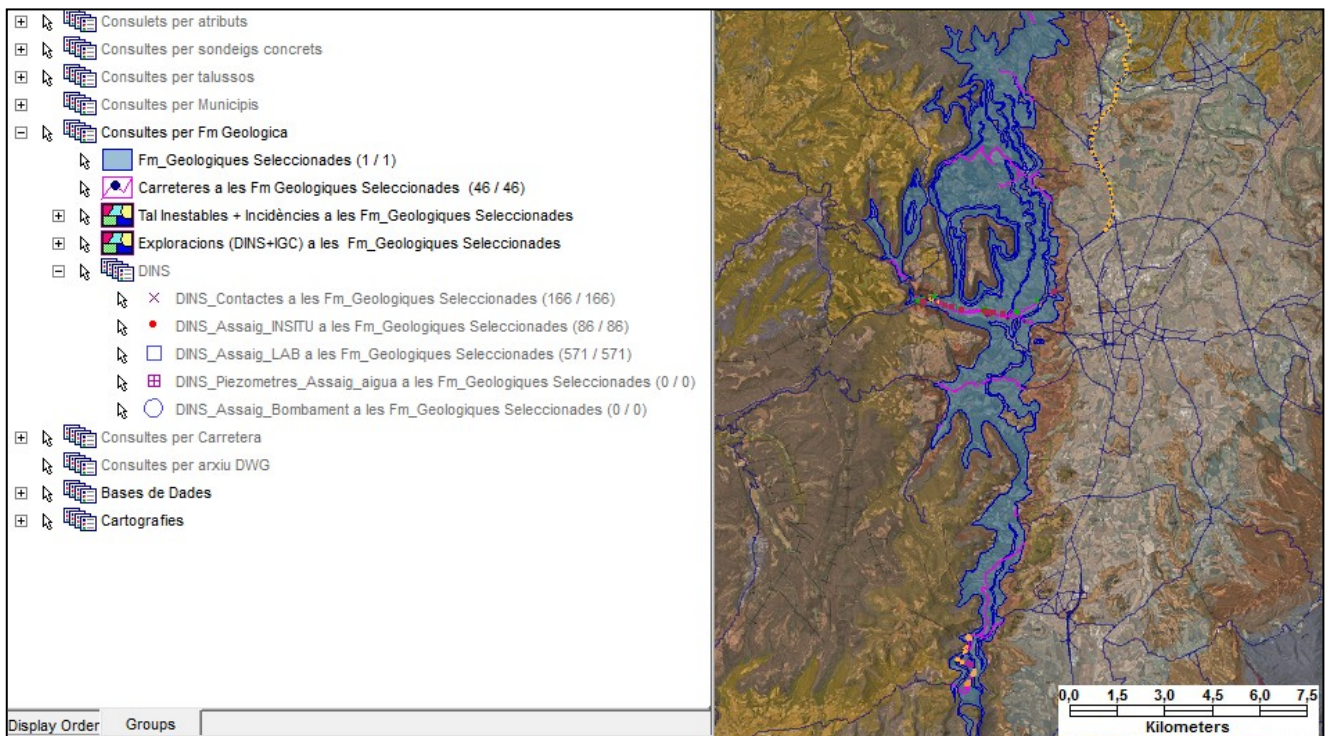 Consulets per atributs
Consultes per sondeigs concrets
Consultes per talussos
Consultes per Municipis
Consultes per Fm Geologica
Fm_Geologiques Seleccionades (1 / 1)
Carreteres a les Fm Geologiques Seleccionades (46 / 46)
Tal Inestables + Incidències a les Fm_Geologiques Seleccionades
Exploracions (DINS+IGC) a les Fm_Geologiques Seleccionades
DINS
DINS_Contactes a les Fm_Geologiques Seleccionades (166 / 166)
DINS_Assaig_INSITU a les Fm_Geologiques Seleccionades (86 / 86)
DINS_Assaig_LAB a les Fm_Geologiques Seleccionades (571 / 571)
DINS_Piezometres_Assaig_aigua a les Fm_Geologiques Seleccionades (0 / 0)
DINS_Assaig_Bombament a les Fm_Geologiques Seleccionades (0 / 0)
Consultes per Carretera
Consultes per arxiu DWG
Bases de Dades
Cartografies
Display Order Groups
0,0 1,5 3,0 4,5 6,0 7,5
Kilometers